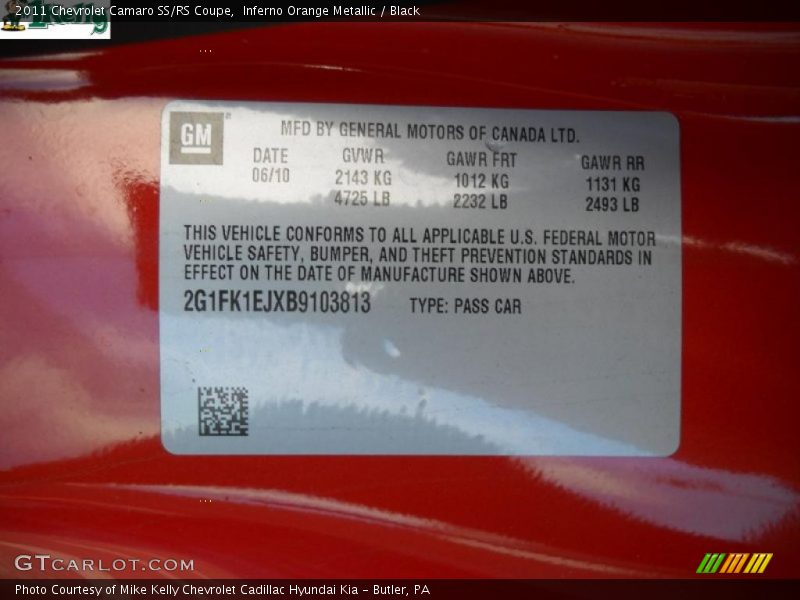 2011 Chevrolet Camaro SS/RS Coupe, Inferno Orange Metallic / Black
GM
MFD BY GENERAL MOTORS OF CANADA LTD.
DATE GVWR GAWR FRT GAWR RR
06/10 2143 KG 1012 KG 1131 KG
4725 LB 2232 LB 2493 LB
THIS VEHICLE CONFORMS TO ALL APPLICABLE U.S. FEDERAL MOTOR
VEHICLE SAFETY, BUMPER, AND THEFT PREVENTION STANDARDS IN
EFFECT ON THE DATE OF MANUFACTURE SHOWN ABOVE.
2G1FK1EJXB9103813 TYPE: PASS CAR
GTCARLOT.COM
Photo Courtesy of Mike Kelly Chevrolet Cadillac Hyundai Kia - Butler, PA